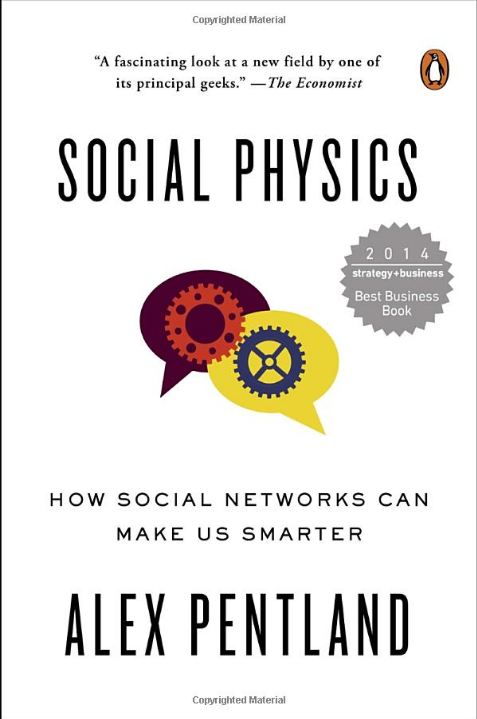 Copyrighted Material
“A fascinating look at a new field by one of
its principal geeks.” —The Economist
SOCIAL PHYSICS
2014
strategy+business
Best Business
Book
HOW SOCIAL NETWORKS CAN
MAKE US SMARTER
ALEX PENTLAND
Copyrighted Material